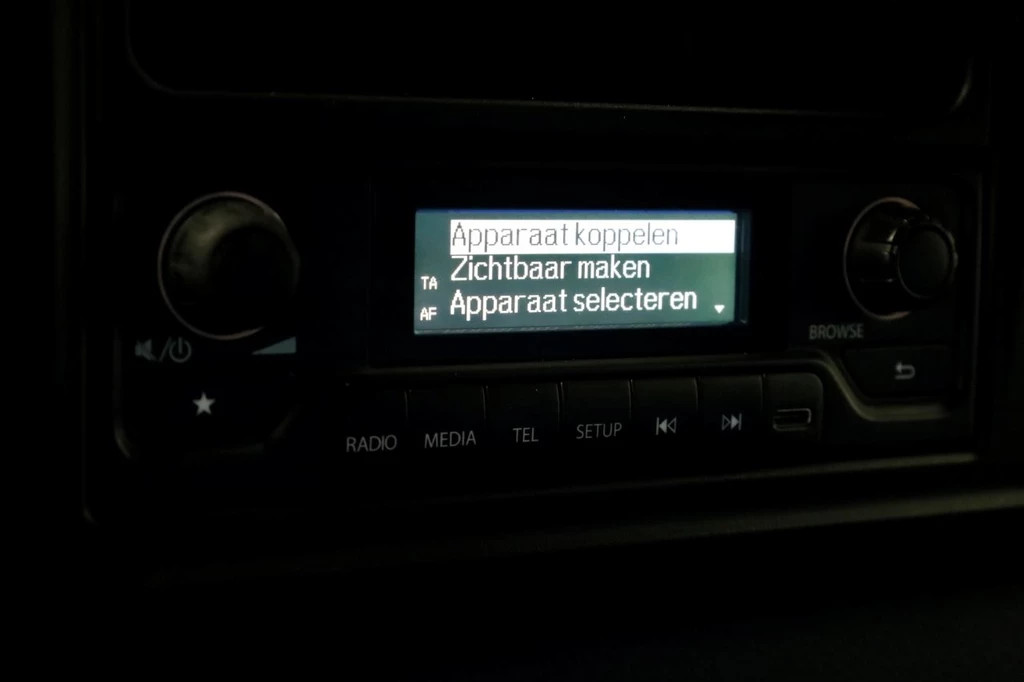 Apparaat koppelen
Zichtbaar maken
TA
Apparaat selecteren
AF
BROWSE
RADIO
MEDIA
TEL
SETUP